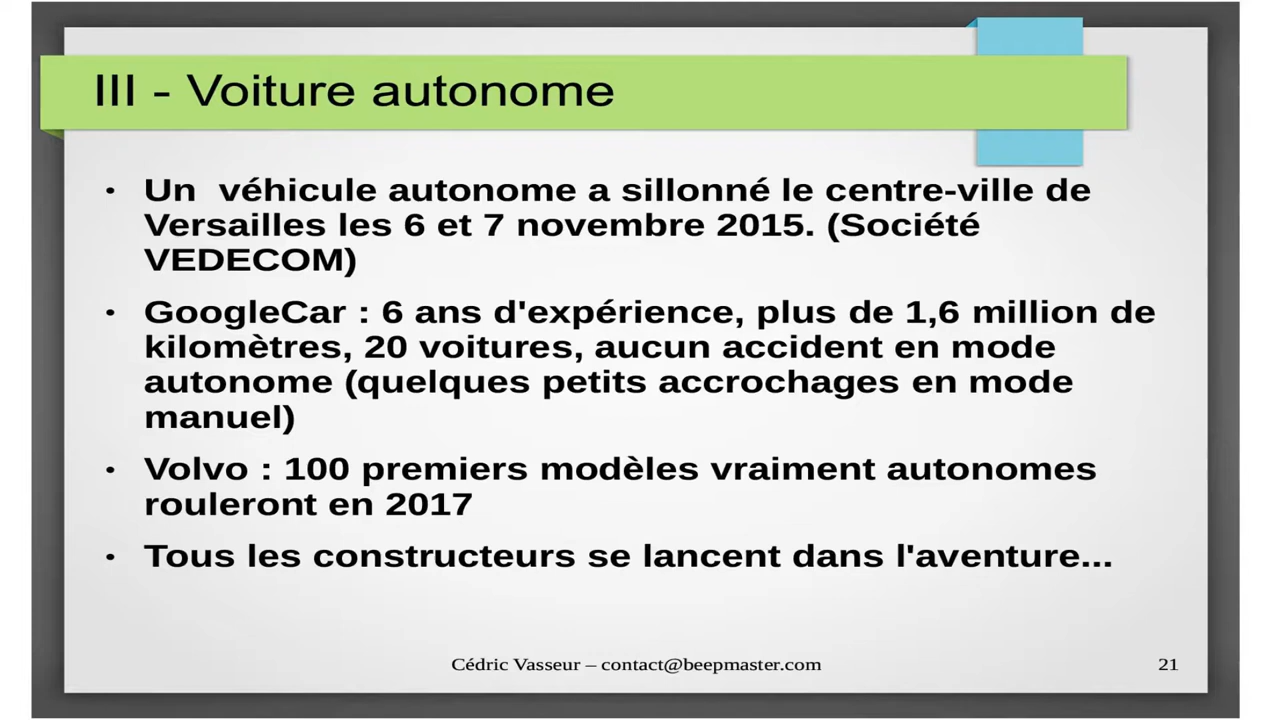 III - Voiture autonome
• Un  véhicule autonome a sillonné le centre-ville de
Versailles les 6 et 7 novembre 2015. (Société
VEDECOM)
• GoogleCar : 6 ans d'expérience, plus de 1,6 million de
kilomètres, 20 voitures, aucun accident en mode
autonome (quelques petits accrochages en mode
manuel)
• Volvo : 100 premiers modèles vraiment autonomes
rouleront en 2017
• Tous les constructeurs se lancent dans l'aventure...
Cédric Vasseur – contact@beepmaster.com
21